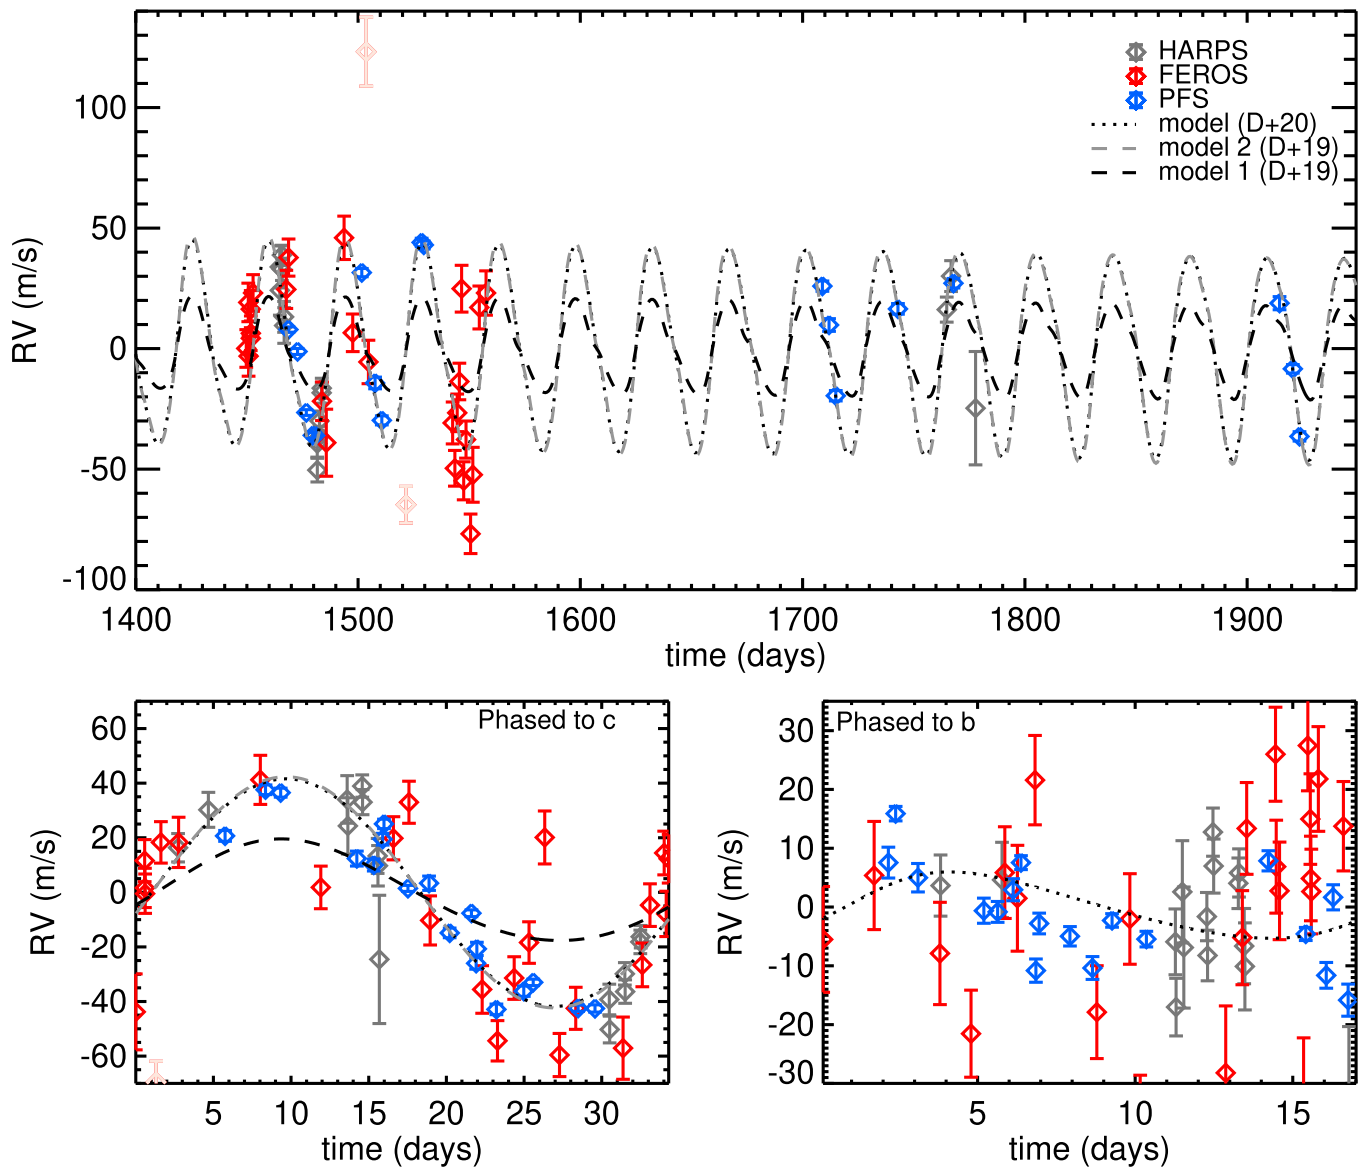 HARPS
FEROS
PFS
model (D+20)
model 2 (D+19)
model 1 (D+19)
RV (m/s)
100
50
0
-50
-100
1400 1500 1600 1700 1800 1900
time (days)
Phased to c
RV (m/s)
60
40
20
0
-20
-40
-60
5 10 15 20 25 30
time (days)
Phased to b
RV (m/s)
30
20
10
0
-10
-20
-30
5 10 15
time (days)